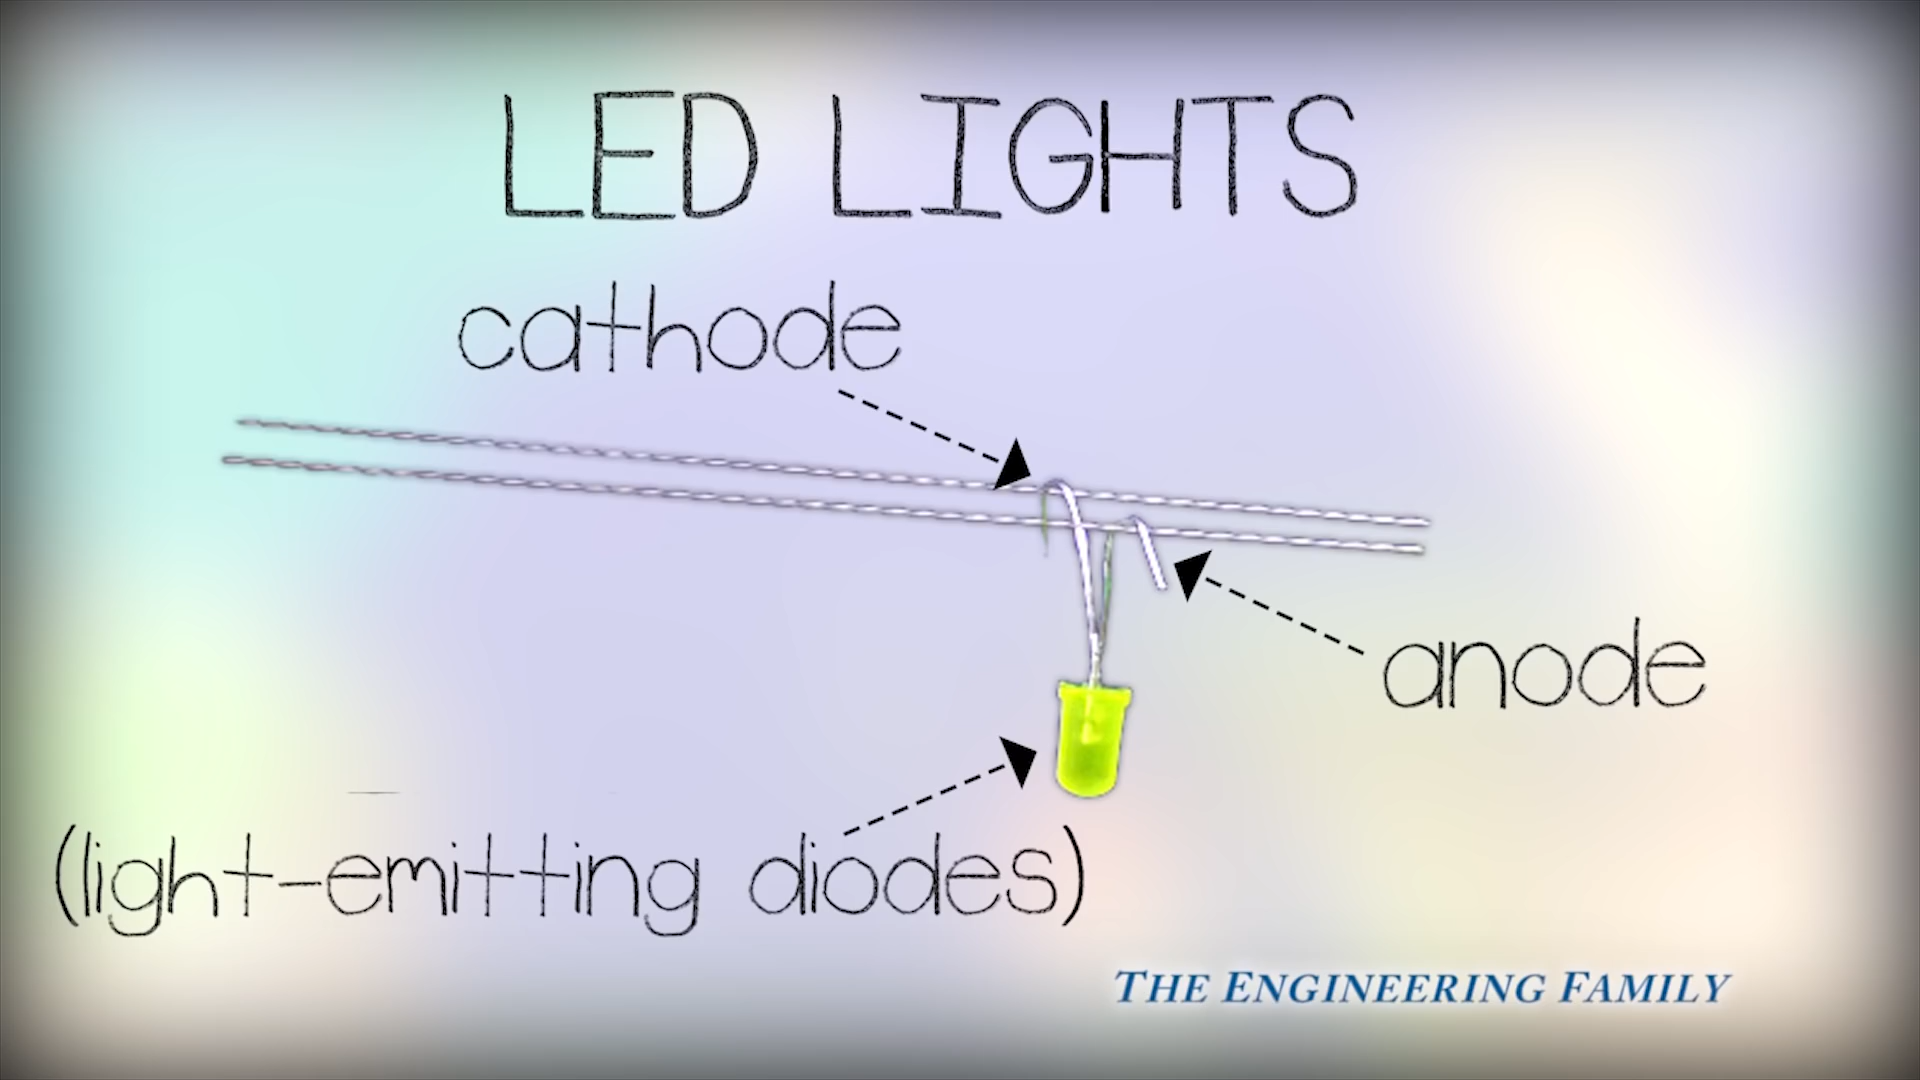 LED LIGHTS
cathode
anode
(light-emitting diodes)
THE ENGINEERING FAMILY